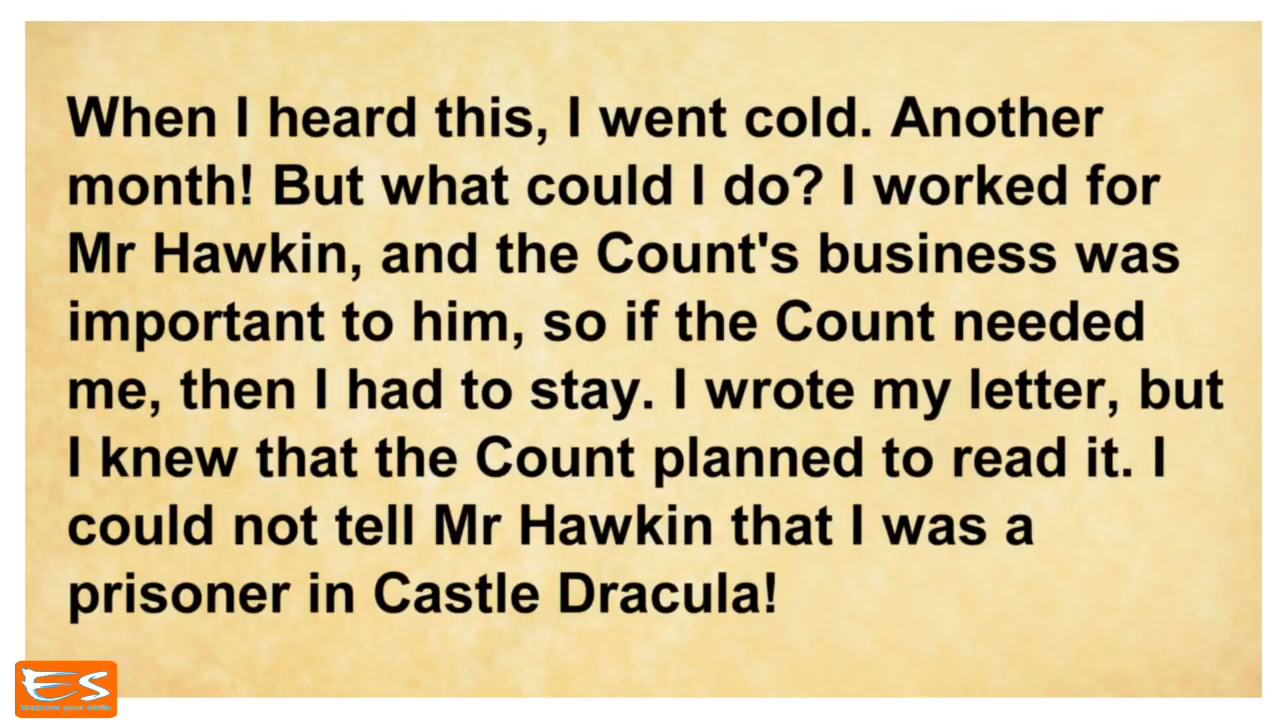 When I heard this, I went cold. Another
month! But what could I do? I worked for
Mr Hawkin, and the Count's business was
important to him, so if the Count needed
me, then I had to stay. I wrote my letter, but
I knew that the Count planned to read it. I
could not tell Mr Hawkin that I was a
prisoner in Castle Dracula!
ES